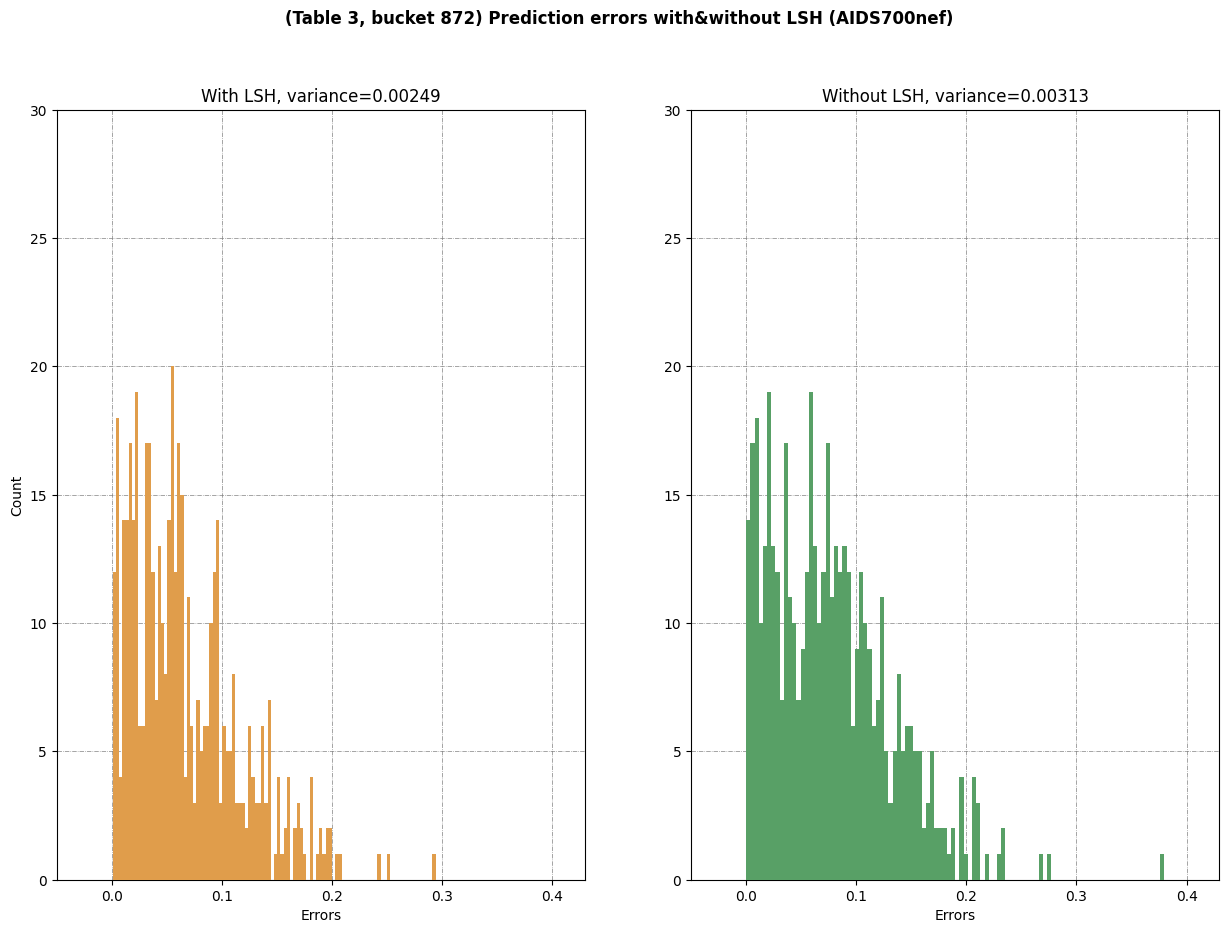 (Table 3, bucket 872) Prediction errors with&without LSH (AIDS700nef)
With LSH, variance=0.00249
30
25
20
15
10
5
0
Count
0.0 0.1 0.2 0.3 0.4
Errors
Without LSH, variance=0.00313
30
25
20
15
10
5
0
0.0 0.1 0.2 0.3 0.4
Errors